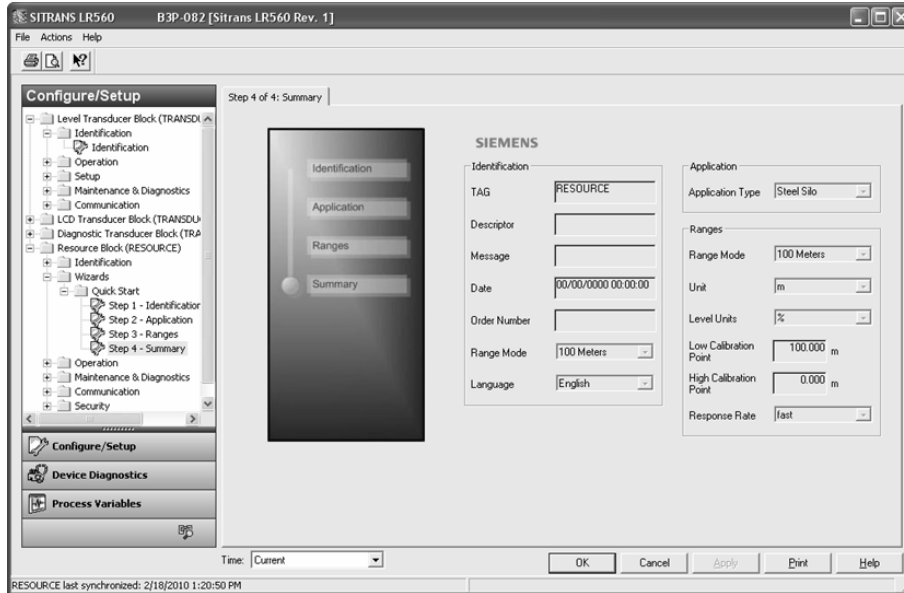 SITRANS LR560 B3P-082 [Sitrans LR560 Rev. 1]
File Actions Help
Configure/Setup
Level Transducer Block (TRANSDU
Identification
Identification
Operation
Setup
Maintenance & Diagnostics
Communication
LCD Transducer Block (TRANSDU
Diagnostic Transducer Block (TRA
Resource Block (RESOURCE)
Identification
Wizards
Quick Start
Step 1 - Identification
Step 2 - Application
Step 3 - Ranges
Step 4 - Summary
Operation
Maintenance & Diagnostics
Communication
Security
Configure/Setup
Device Diagnostics
Process Variables
Step 4 of 4: Summary
Identification
Application
Ranges
Summary
SIEMENS
Identification
TAG RESOURCE
Descriptor
Message
Date 00/00/0000 00:00:00
Order Number
Range Mode 100 Meters
Language English
Application
Application Type Steel Silo
Ranges
Range Mode 100 Meters
Unit m
Level Units %
Low Calibration
Point 100.000 m
High Calibration
Point 0.000 m
Response Rate fast
Time: Current
OK Cancel Apply Print Help
RESOURCE last synchronized: 2/18/2010 1:20:50 PM